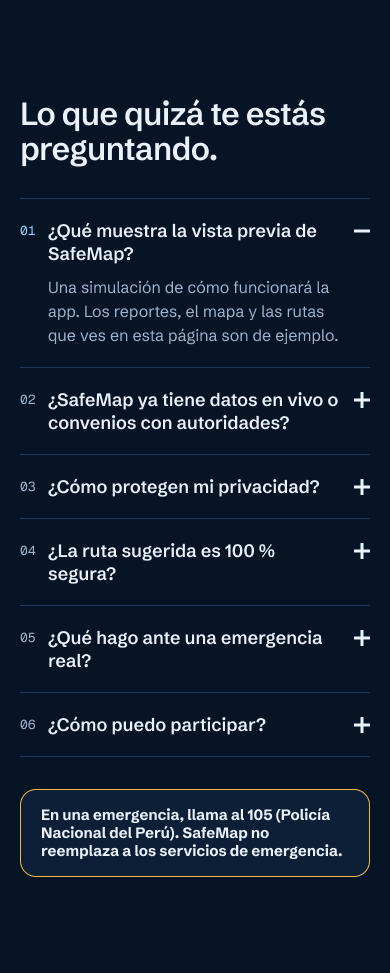 Lo que quizá te estás
preguntando.
01 ¿Qué muestra la vista previa de
SafeMap?
Una simulación de cómo funcionará la
app. Los reportes, el mapa y las rutas
que ves en esta página son de ejemplo.
02 ¿SafeMap ya tiene datos en vivo o
convenios con autoridades?
03 ¿Cómo protegen mi privacidad?
04 ¿La ruta sugerida es 100 %
segura?
05 ¿Qué hago ante una emergencia
real?
06 ¿Cómo puedo participar?
En una emergencia, llama al 105 (Policía
Nacional del Perú). SafeMap no
reemplaza a los servicios de emergencia.